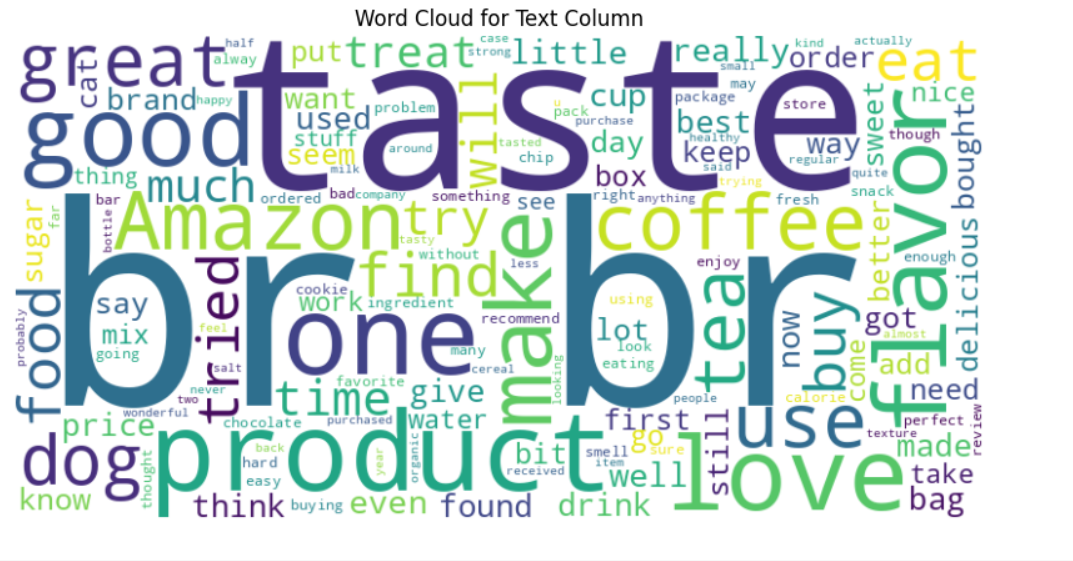 Word Cloud for Text Column
great
half
alway
cat
brand
happy
put
treat
case
strong
little
really
kind
actually
order
eat
small
may
nice
good
taste
want
used
problem
stuff
seem
around
milk
will
u
pack
purchase
tasted
chip
cup
day
box
package
best
healthy
keep
said
trying
store
way
regular
sweet
though
quite
snack
bought
thing
much
ordered
bad
company
something
see
right
anything
fresh
sugar
far
bar
bottle
Amazon
try
tasty
without
coffee
better
flavor
enough
delicious
br br
say
mix
going
feel
tried
salt
find
cookie
work
ingredient
one
many
less
recommend
cereal
make
looking
using
lot
look
eating
enjoy
tea
now
buy
come
got
almost
add
need
food
probably
never
two
time
favorite
give
people
calorie
wonderful
price
chocolate
purchased
water
first
use
perfect
texture
review
dog
thought
product
back
hard
easy
year
organic
bit
received
smell
item
go
sure
well
still
love
made
take
know
think
buying
even
found
drink
bag